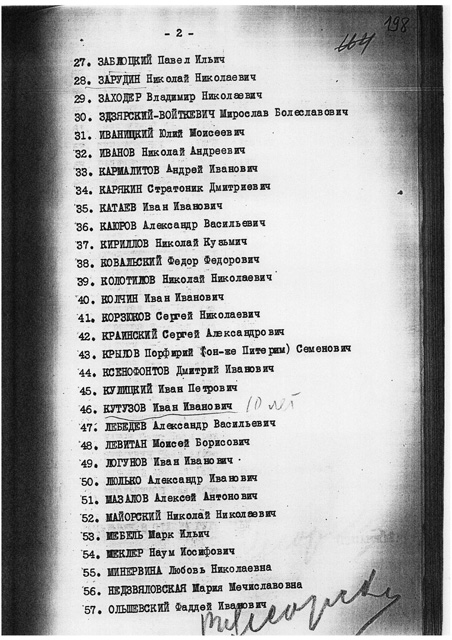 - 2 -
198
164
27. ЗАБЛОЦКИЙ Павел Ильич
28. ЗАРУДИН Николай Николаевич
29. ЗАХОДЕР Владимир Николаевич
30. ЗДЗЯРСКИЙ-ВОЙТКЕВИЧ Мирослав Болеславович
31. ИВАНИЦКИЙ Юлий Моисеевич
32. ИВАНОВ Николай Андреевич
33. КАРМАЛИТОВ Андрей Иванович
34. КАРЯКИН Стратоник Дмитриевич
35. КАТАЕВ Иван Иванович
36. КАЮРОВ Александр Васильевич
37. КИРИЛЛОВ Николай Кузьмич
38. КОВАЛЬСКИЙ Федор Федорович
39. КОЛОТИЛОВ Николай Николаевич
40. КОЛЧИН Иван Иванович
41. КОРЗЮКОВ Сергей Николаевич
42. КРАИНСКИЙ Сергей Александрович
43. КРЫЛОВ Порфирий (он-же Питерим) Семенович
44. КСЕНОФОНТОВ Дмитрий Иванович
45. КУЛИЦКИЙ Иван Петрович
46. КУТУЗОВ Иван Иванович 10 лет
47. ЛЕБЕДЕВ Александр Васильевич
48. ЛЕВИТАН Моисей Борисович
49. ЛОГУНОВ Иван Иванович
50. ЛЮЛЬКО Александр Иванович
51. МАЗАЛОВ Алексей Антонович
52. МАЙОРСКИЙ Николай Николаевич
53. МЕБЕЛЬ Марк Ильич
54. МЕКЛЕР Наум Иосифович
55. МИНЕРВИНА Любовь Николаевна
56. НЕДЗВЯЛОВСКАЯ Мария Мечиславовна
57. ОЛЬШЕВСКИЙ Фаддей Иванович